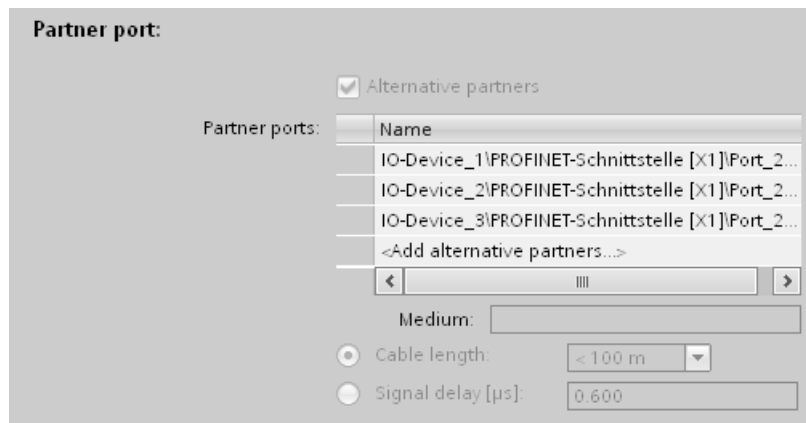 Partner port:
Alternative partners
Partner ports:
Name
IO-Device_1\PROFINET-Schnittstelle [X1]\Port_2...
IO-Device_2\PROFINET-Schnittstelle [X1]\Port_2...
IO-Device_3\PROFINET-Schnittstelle [X1]\Port_2...
<Add alternative partners...>
Medium:
Cable length: < 100 m
Signal delay [µs]: 0.600